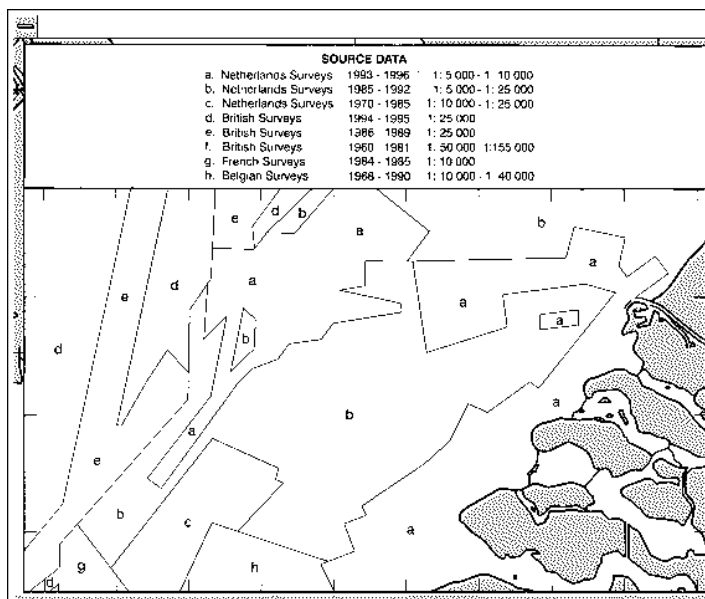 SOURCE DATA
a. Netherlands Surveys 1993 - 1996 1: 5 000 - 1: 10 000
b. Netherlands Surveys 1985 - 1992 1: 5 000 - 1: 25 000
c. Netherlands Surveys 1970 - 1985 1: 10 000 - 1: 25 000
d. British Surveys 1994 - 1995 1: 25 000
e. British Surveys 1986 1989 1: 25 000
f. British Surveys 1960 1981 1: 50 000 1:155 000
g. French Surveys 1984 - 1985 1: 10 000
h. Belgian Surveys 1968 - 1990 1: 10 000 - 1: 40 000
e d b a b
a
d a a
e
a
b
d
b a
a
e
b c a
g h
d